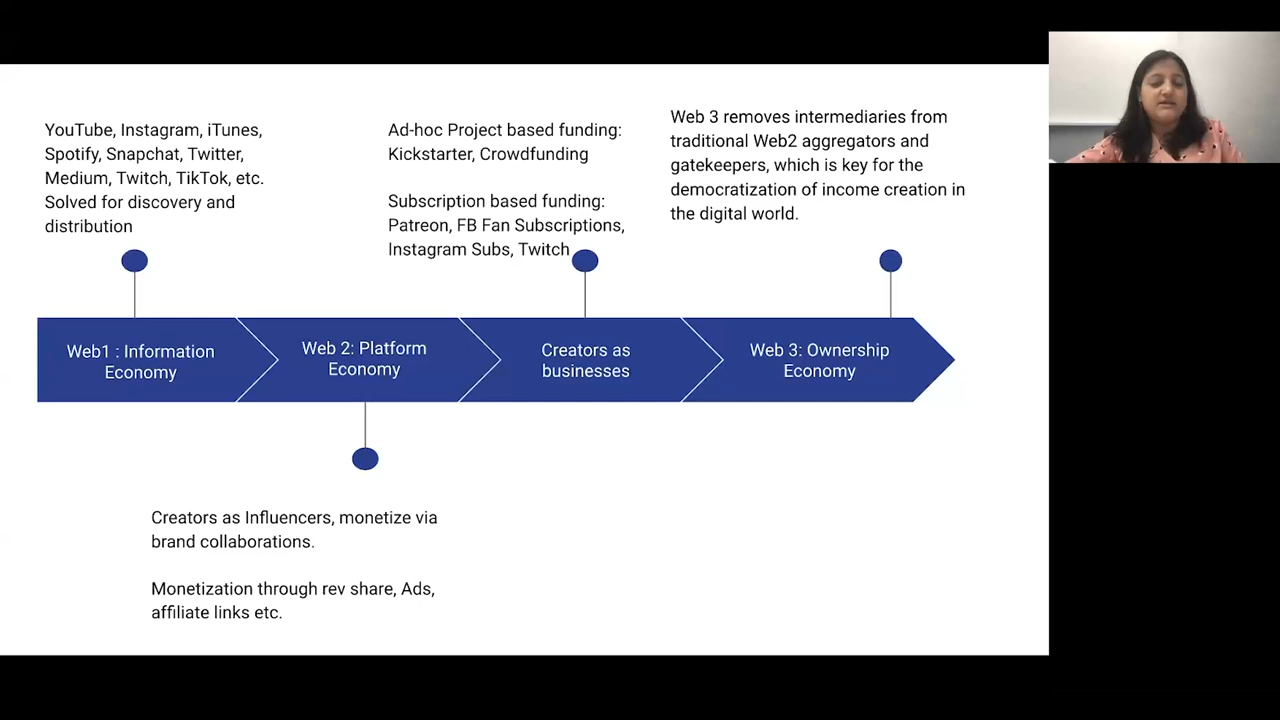 YouTube, Instagram, iTunes,
Spotify, Snapchat, Twitter,
Medium, Twitch, TikTok, etc.
Solved for discovery and
distribution
Ad-hoc Project based funding:
Kickstarter, Crowdfunding
Subscription based funding:
Patreon, FB Fan Subscriptions,
Instagram Subs, Twitch
Web 3 removes intermediaries from
traditional Web2 aggregators and
gatekeepers, which is key for the
democratization of income creation in
the digital world.
Web1 : Information
Economy
Web 2: Platform
Economy
Creators as
businesses
Web 3: Ownership
Economy
Creators as Influencers, monetize via
brand collaborations.
Monetization through rev share, Ads,
affiliate links etc.